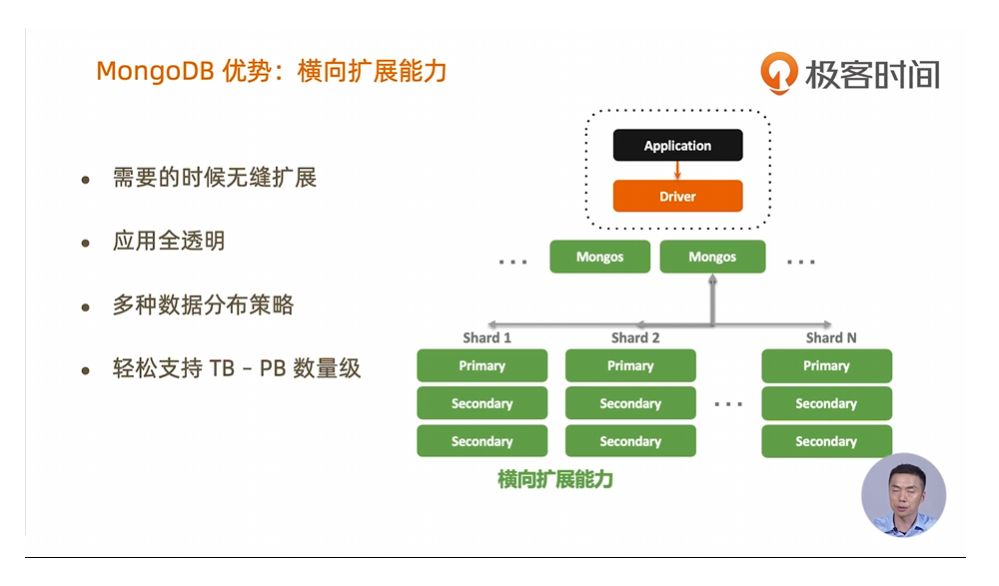 MongoDB 优势：横向扩展能力
极客时间
需要的时候无缝扩展
应用全透明
多种数据分布策略
轻松支持 TB – PB 数量级
Application
Driver
... Mongos Mongos ...
Shard 1 Shard 2 Shard N
Primary Primary Primary
Secondary Secondary ... Secondary
Secondary Secondary Secondary
横向扩展能力